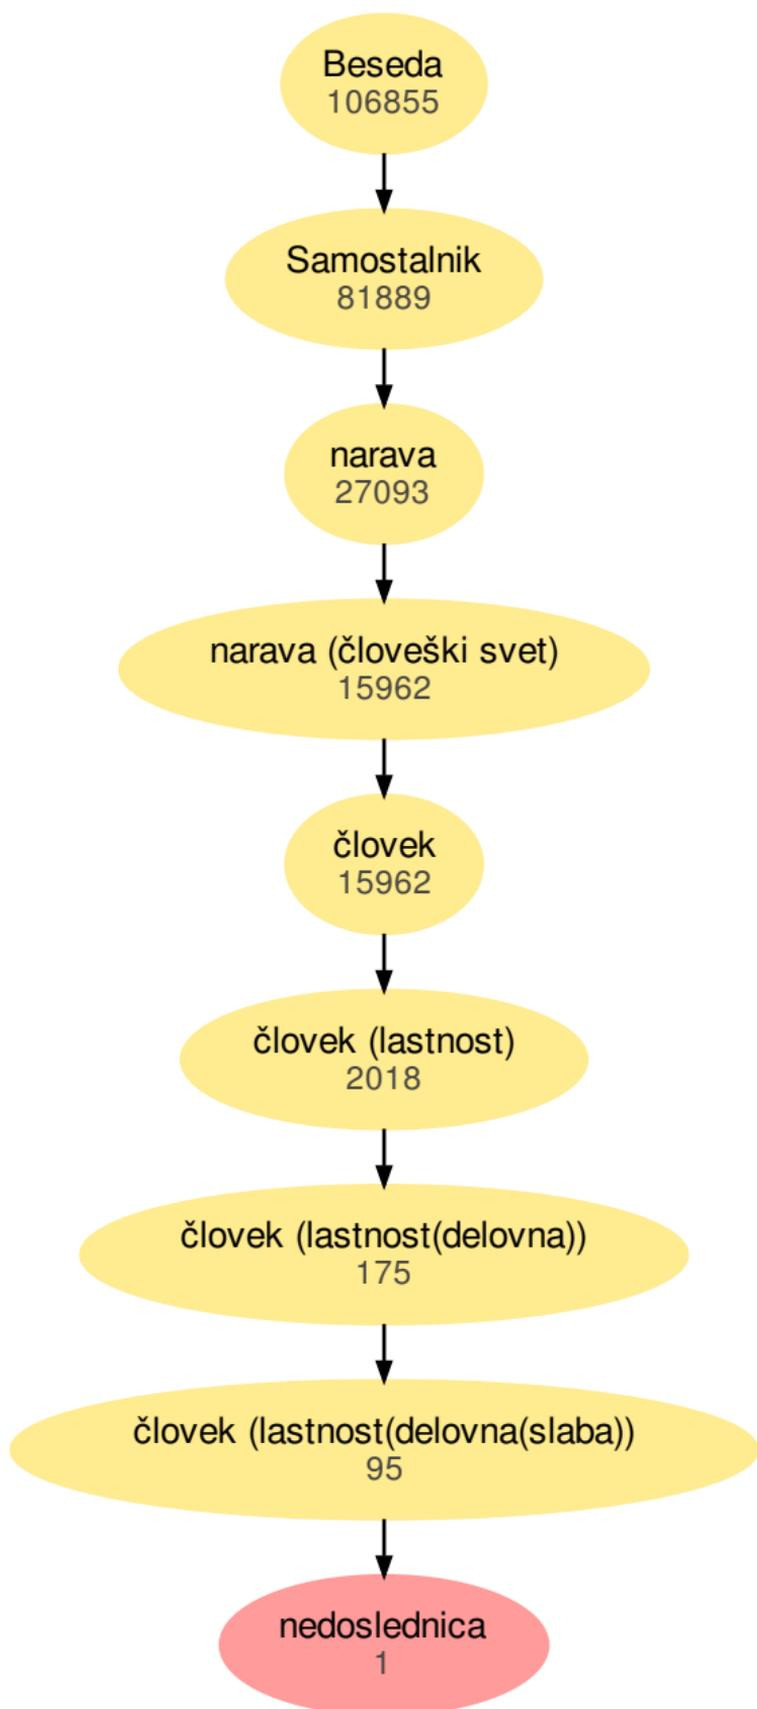 Beseda
106855
Samostalnik
81889
narava
27093
narava (človeški svet)
15962
človek
15962
človek (lastnost)
2018
človek (lastnost(delovna))
175
človek (lastnost(delovna(slaba))
95
nedoslednica
1